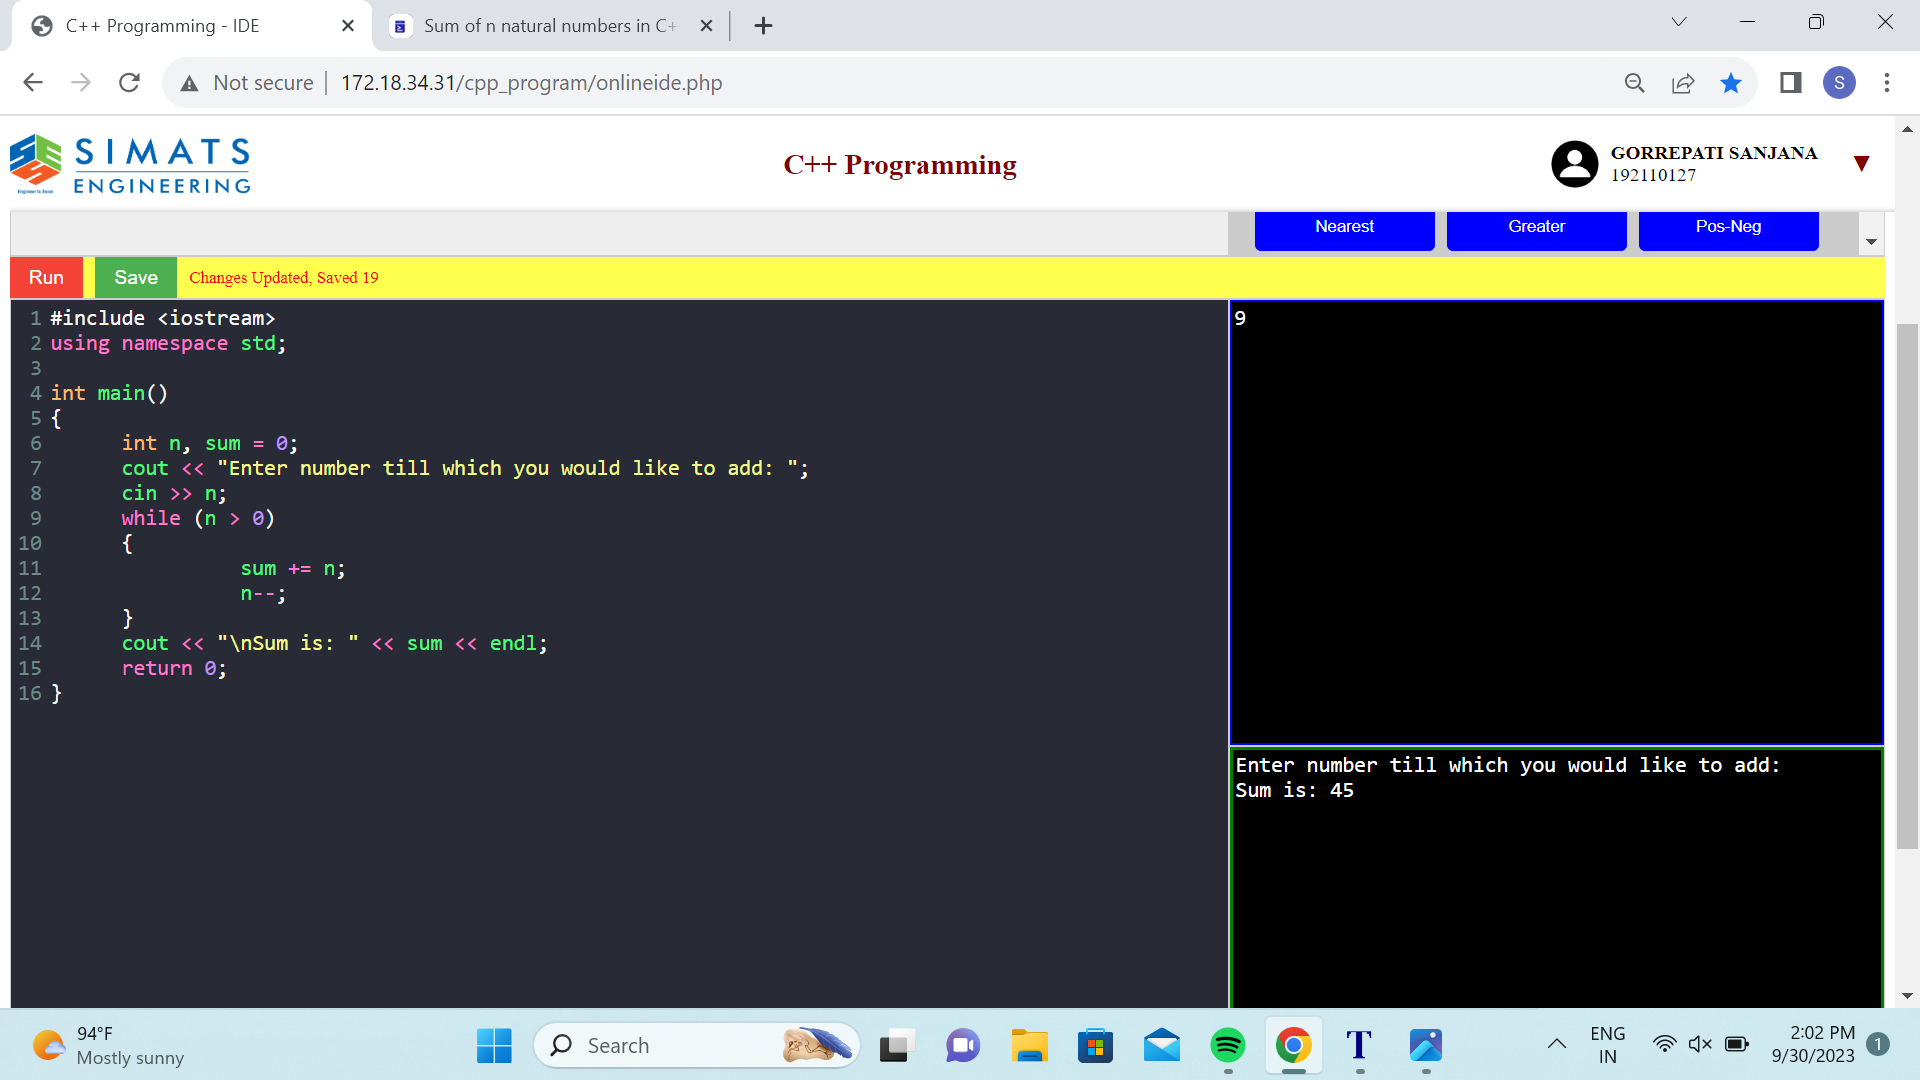 C++ Programming - IDE
Sum of n natural numbers in C+
Not secure
172.18.34.31/cpp_program/onlineide.php
S
SIMATS
ENGINEERING
Engineer to Excel
C++ Programming
GORREPATI SANJANA
192110127
Nearest
Greater
Pos-Neg
Run
Save
Changes Updated, Saved 19
1 #include <iostream>
2 using namespace std;
3
4 int main()
5 {
6 int n, sum = 0;
7 cout << "Enter number till which you would like to add: ";
8 cin >> n;
9 while (n > 0)
10 {
11 sum += n;
12 n--;
13 }
14 cout << "\nSum is: " << sum << endl;
15 return 0;
16 }
9
Enter number till which you would like to add:
Sum is: 45
94°F
Mostly sunny
Search
T
ENG
IN
2:02 PM
9/30/2023
1